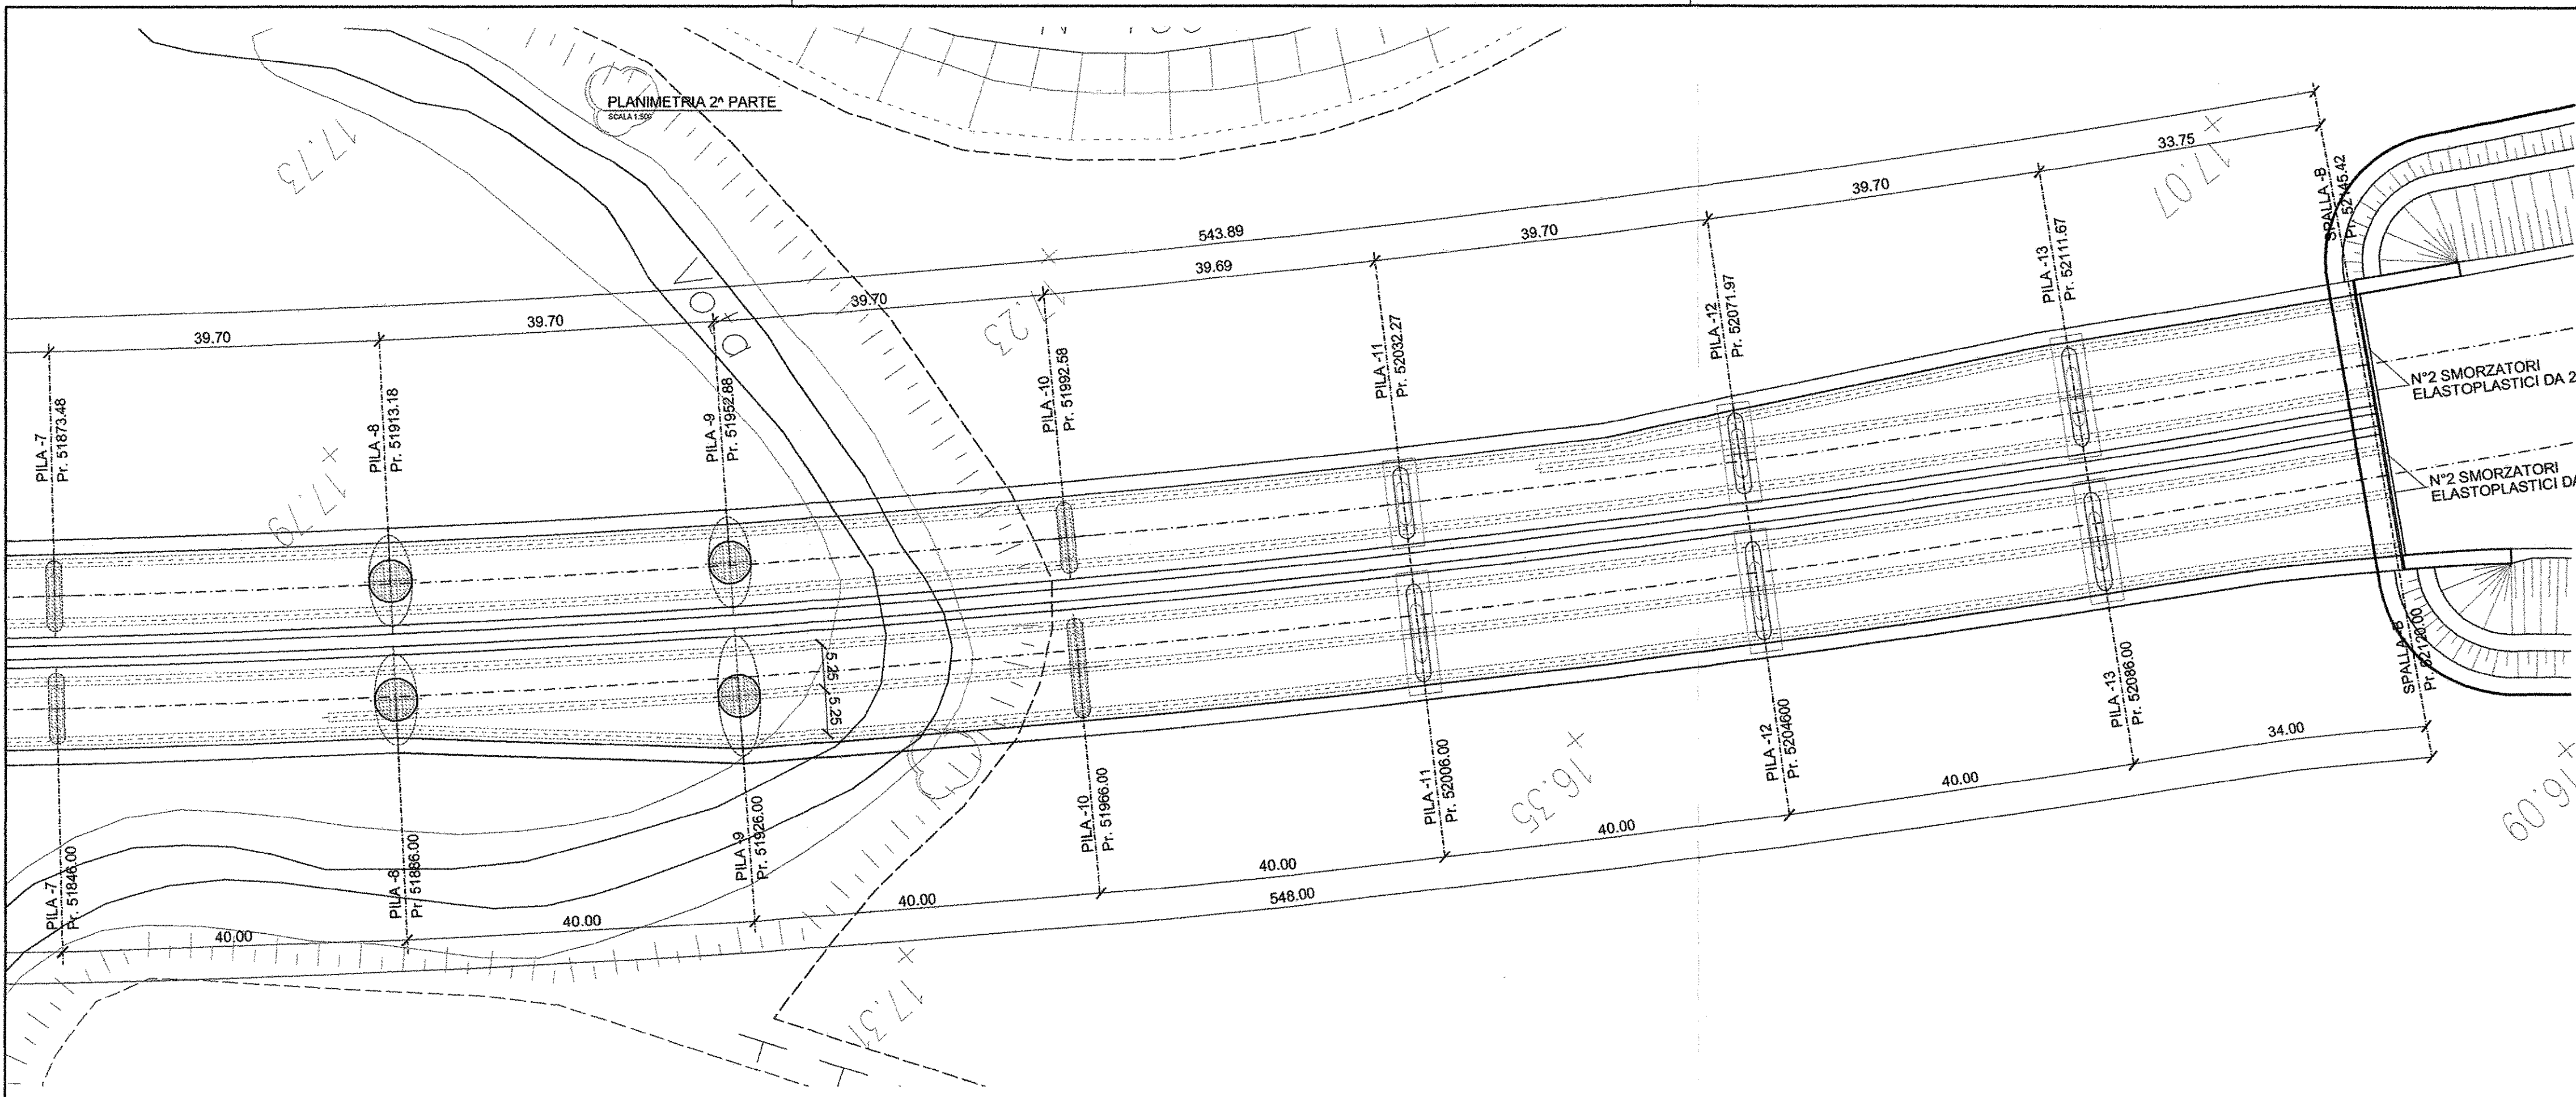 PLANIMETRIA 2^ PARTE
SCALA 1:500
17.73
17.07
33.75
39.70
543.89
39.70
39.69
39.70
39.70
39.70
17.23
Volta
SPALLA -B
Pr. 52145.42
PILA -13
Pr. 52111.67
PILA -12
Pr. 52071.97
PILA -11
Pr. 52032.27
PILA -10
Pr. 51992.58
PILA -9
Pr. 51952.88
PILA -8
Pr. 51913.18
PILA -7
Pr. 51873.48
17.79
N°2 SMORZATORI
ELASTOPLASTICI DA 2
N°2 SMORZATORI
ELASTOPLASTICI DA
5.25
5.25
SPALLA -B
Pr. 52120.00
PILA -13
Pr. 52086.00
PILA -12
Pr. 5204600
PILA -11
Pr. 52006.00
PILA -10
Pr. 51966.00
PILA -9
Pr. 51926.00
PILA -8
Pr. 51886.00
PILA -7
Pr. 51846.00
34.00
40.00
40.00
40.00
40.00
40.00
40.00
548.00
16.35
16.09
17.31